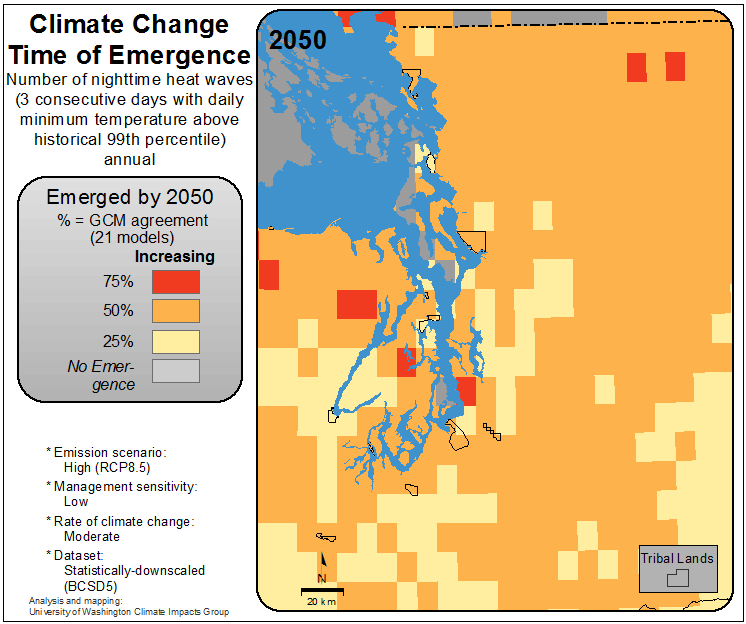 Climate Change
Time of Emergence
Number of nighttime heat waves
(3 consecutive days with daily
minimum temperature above
historical 99th percentile)
annual
Emerged by 2050
% = GCM agreement
(21 models)
Increasing
75%
50%
25%
No Emer-
gence
* Emission scenario:
High (RCP8.5)
* Management sensitivity:
Low
* Rate of climate change:
Moderate
* Dataset:
Statistically-downscaled
(BCSD5)
Analysis and mapping:
University of Washington Climate Impacts Group
2050
N
20 km
Tribal Lands